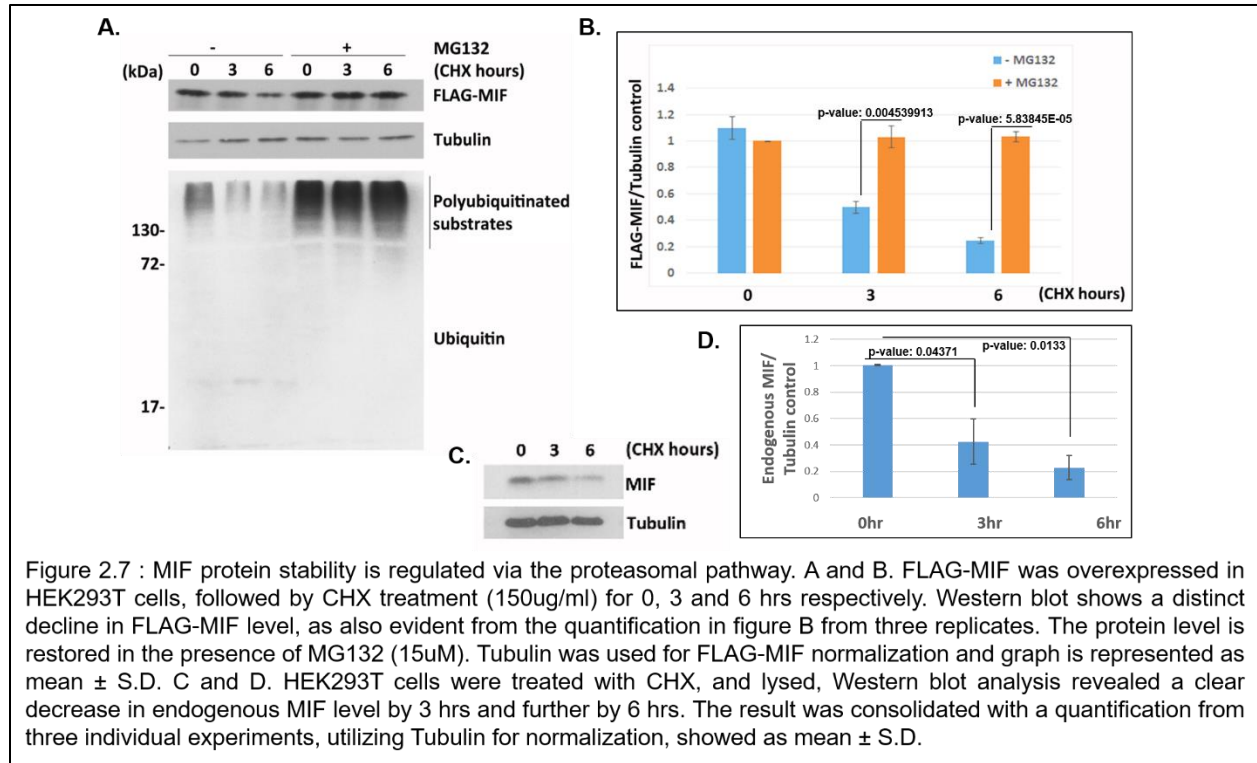 A.
- +
MG132
(kDa) 0 3 6 0 3 6 (CHX hours)
FLAG-MIF
Tubulin
Polyubiquitinated
substrates
130-
72-
Ubiquitin
17-
B.
- MG132
+ MG132
1.4
1.2
1
0.8
0.6
0.4
0.2
0
FLAG-MIF/Tubulin control
p-value: 0.004539913
p-value: 5.83845E-05
0 3 6 (CHX hours)
C.
0 3 6 (CHX hours)
MIF
Tubulin
D.
1.2
1
0.8
0.6
0.4
0.2
0
Endogenous MIF/
Tubulin control
p-value: 0.04371
p-value: 0.0133
0hr 3hr 6hr
Figure 2.7 : MIF protein stability is regulated via the proteasomal pathway. A and B. FLAG-MIF was overexpressed in
HEK293T cells, followed by CHX treatment (150ug/ml) for 0, 3 and 6 hrs respectively. Western blot shows a distinct
decline in FLAG-MIF level, as also evident from the quantification in figure B from three replicates. The protein level is
restored in the presence of MG132 (15uM). Tubulin was used for FLAG-MIF normalization and graph is represented as
mean ± S.D. C and D. HEK293T cells were treated with CHX, and lysed, Western blot analysis revealed a clear
decrease in endogenous MIF level by 3 hrs and further by 6 hrs. The result was consolidated with a quantification from
three individual experiments, utilizing Tubulin for normalization, showed as mean ± S.D.